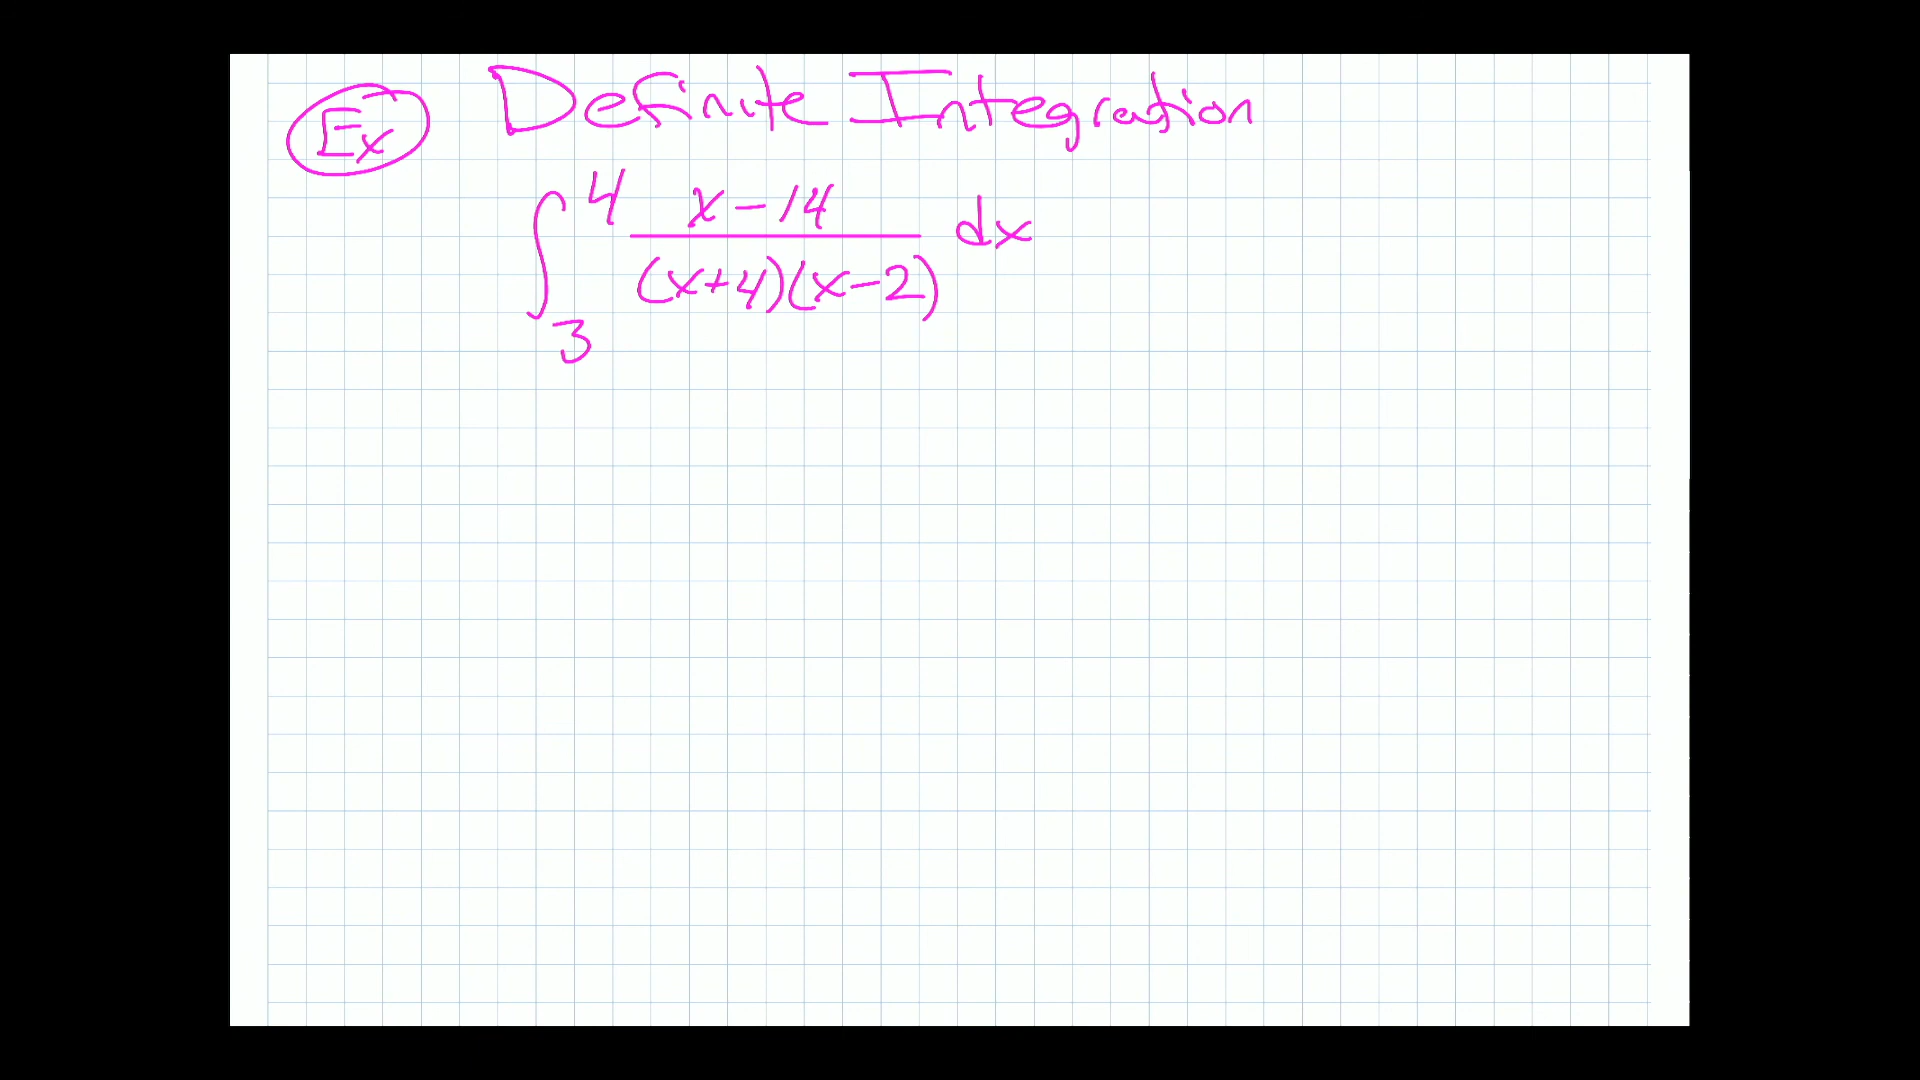 Ex Definite Integration
∫₃⁴ (x-14)/((x+4)(x-2)) dx